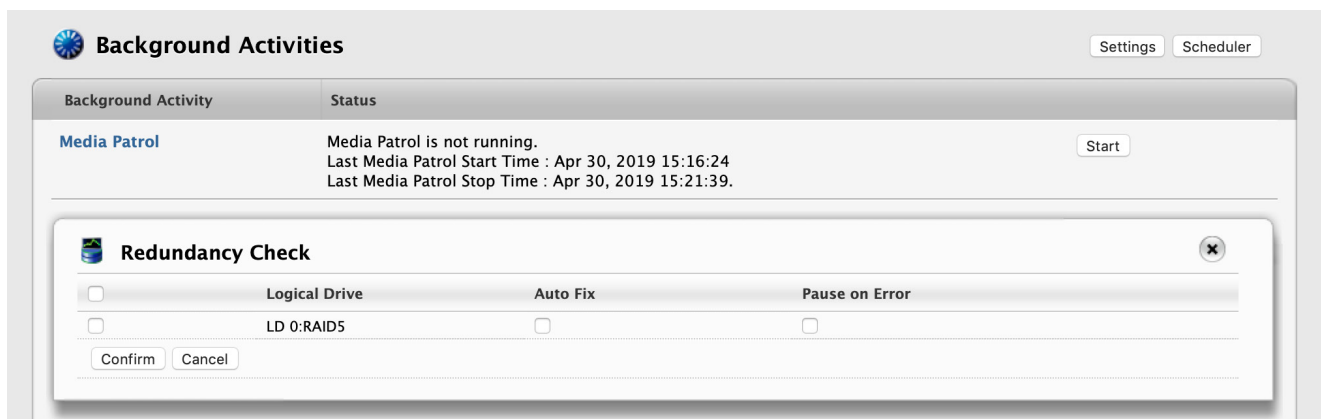 Background Activities
Settings Scheduler
Background Activity Status
Media Patrol Media Patrol is not running. Start
Last Media Patrol Start Time : Apr 30, 2019 15:16:24
Last Media Patrol Stop Time : Apr 30, 2019 15:21:39.
Redundancy Check
Logical Drive Auto Fix Pause on Error
LD 0:RAID5
Confirm Cancel